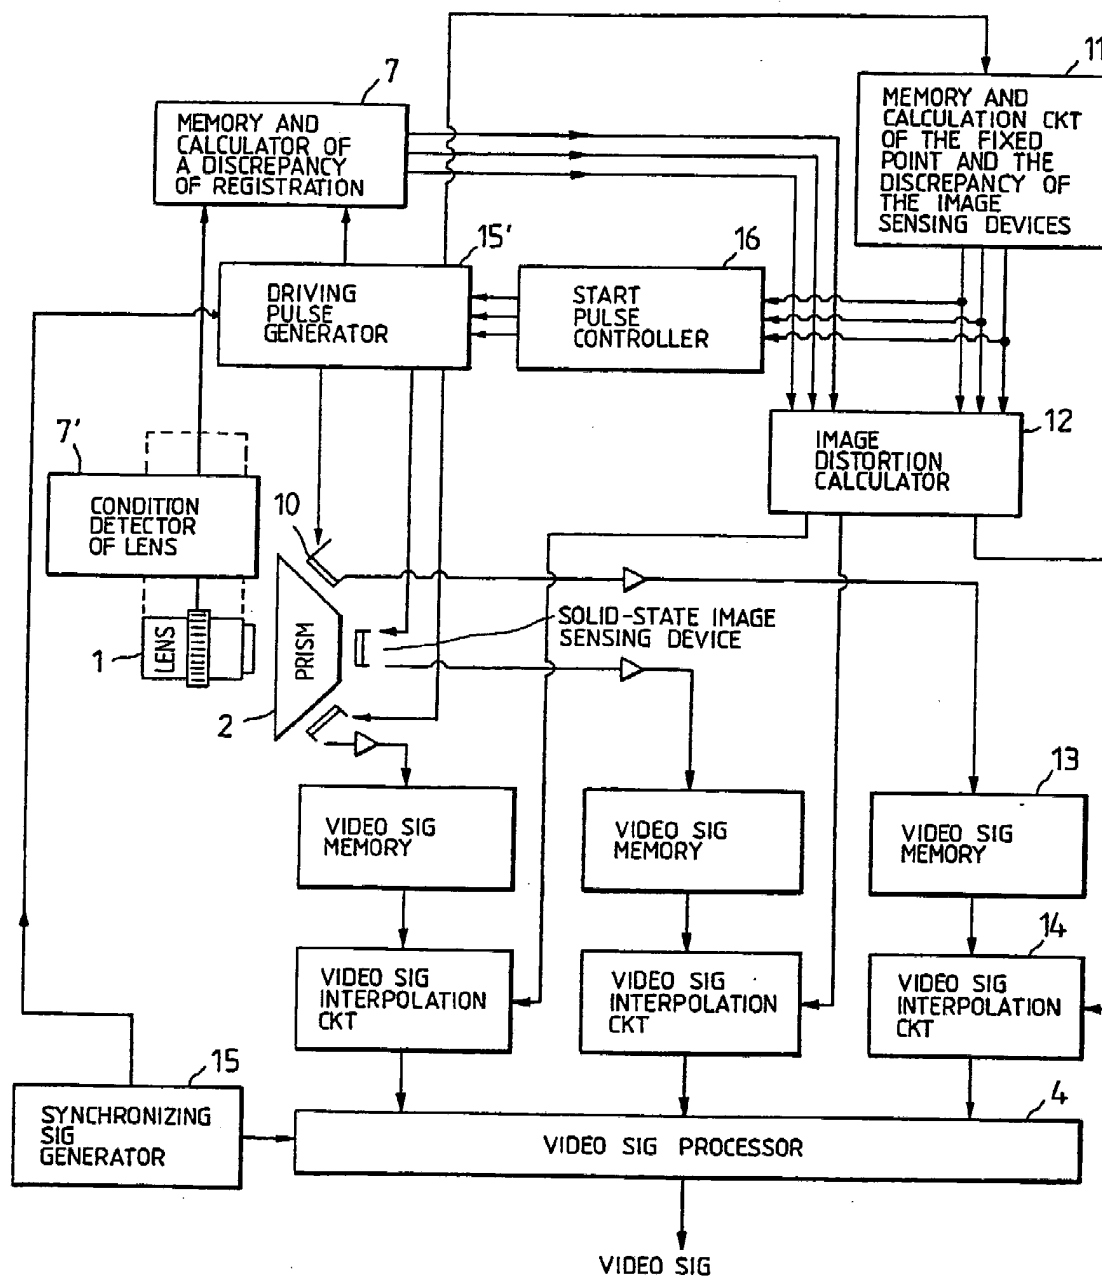 11
7
MEMORY AND
CALCULATOR OF
A DISCREPANCY
OF REGISTRATION
MEMORY AND
CALCULATION CKT
OF THE FIXED
POINT AND THE
DISCREPANCY OF
THE IMAGE
SENSING DEVICES
15'
16
DRIVING
PULSE
GENERATOR
START
PULSE
CONTROLLER
7'
12
IMAGE
DISTORTION
CALCULATOR
CONDITION
DETECTOR
OF LENS
10
SOLID-STATE IMAGE
SENSING DEVICE
1
LENS
PRISM
2
13
VIDEO SIG
MEMORY
VIDEO SIG
MEMORY
VIDEO SIG
MEMORY
14
VIDEO SIG
INTERPOLATION
CKT
VIDEO SIG
INTERPOLATION
CKT
VIDEO SIG
INTERPOLATION
CKT
15
4
SYNCHRONIZING
SIG
GENERATOR
VIDEO SIG PROCESSOR
VIDEO SIG